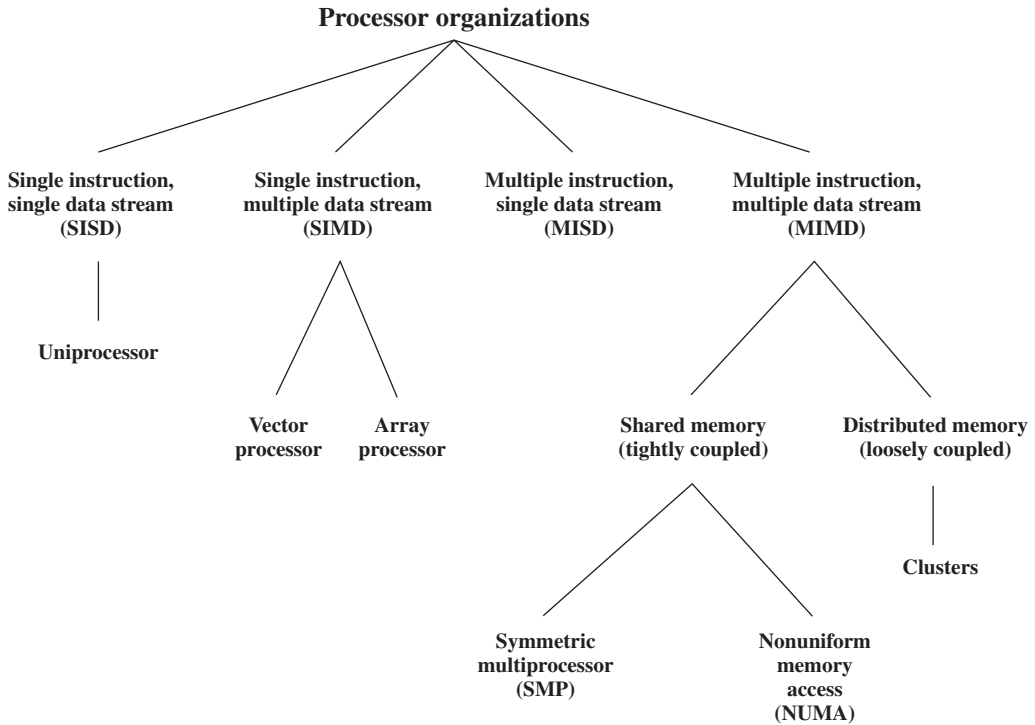 Processor organizations
Single instruction,
single data stream
(SISD)
Single instruction,
multiple data stream
(SIMD)
Multiple instruction,
single data stream
(MISD)
Multiple instruction,
multiple data stream
(MIMD)
Uniprocessor
Vector
processor
Array
processor
Shared memory
(tightly coupled)
Distributed memory
(loosely coupled)
Clusters
Symmetric
multiprocessor
(SMP)
Nonuniform
memory
access
(NUMA)